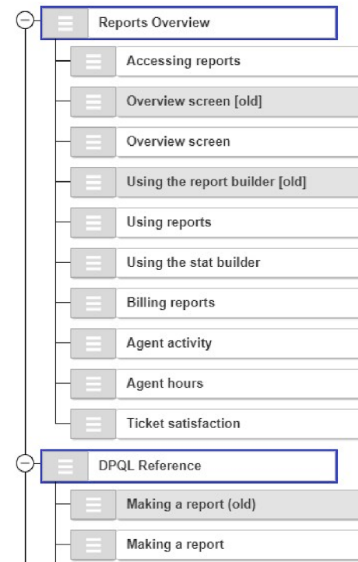 Reports Overview
Accessing reports
Overview screen [old]
Overview screen
Using the report builder [old]
Using reports
Using the stat builder
Billing reports
Agent activity
Agent hours
Ticket satisfaction
DPQL Reference
Making a report (old)
Making a report